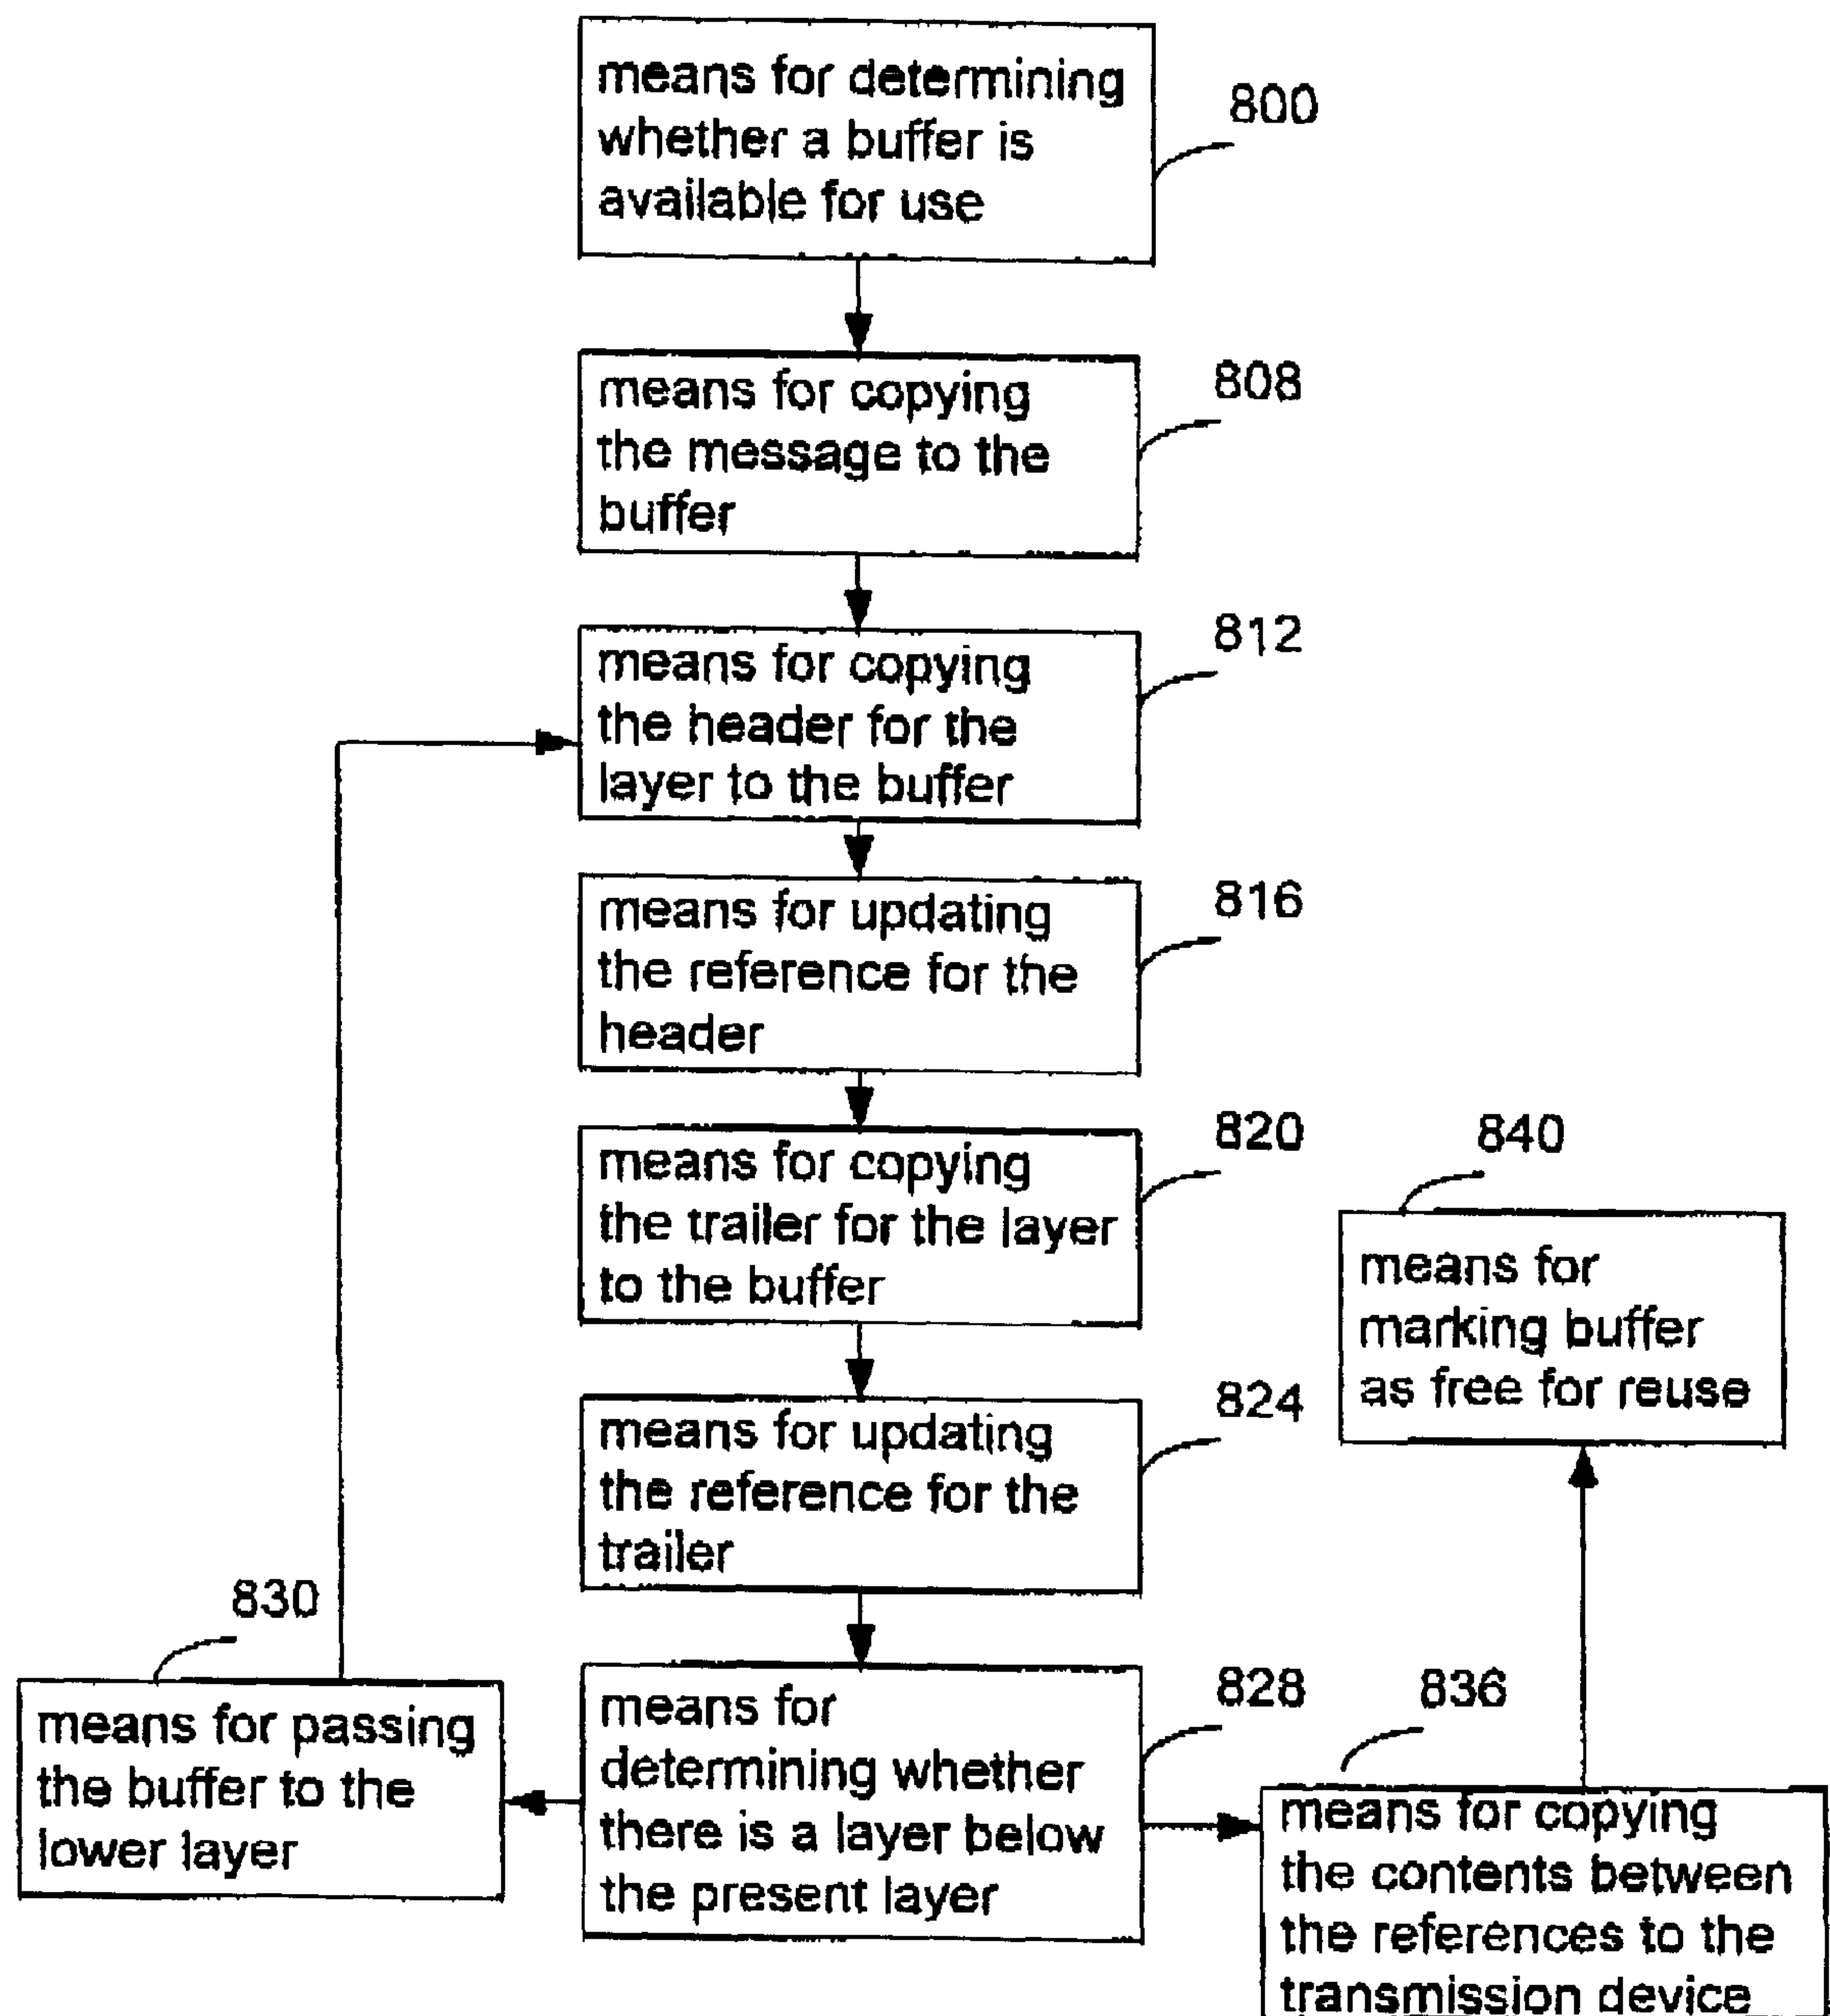 means for determining
whether a buffer is
available for use
800
means for copying
the message to the
buffer
808
means for copying
the header for the
layer to the buffer
812
means for updating
the reference for the
header
816
means for copying
the trailer for the layer
to the buffer
820
means for updating
the reference for the
trailer
824
means for
determining whether
there is a layer below
the present layer
828
means for passing
the buffer to the
lower layer
830
means for copying
the contents between
the references to the
transmission device
836
means for
marking buffer
as free for reuse
840